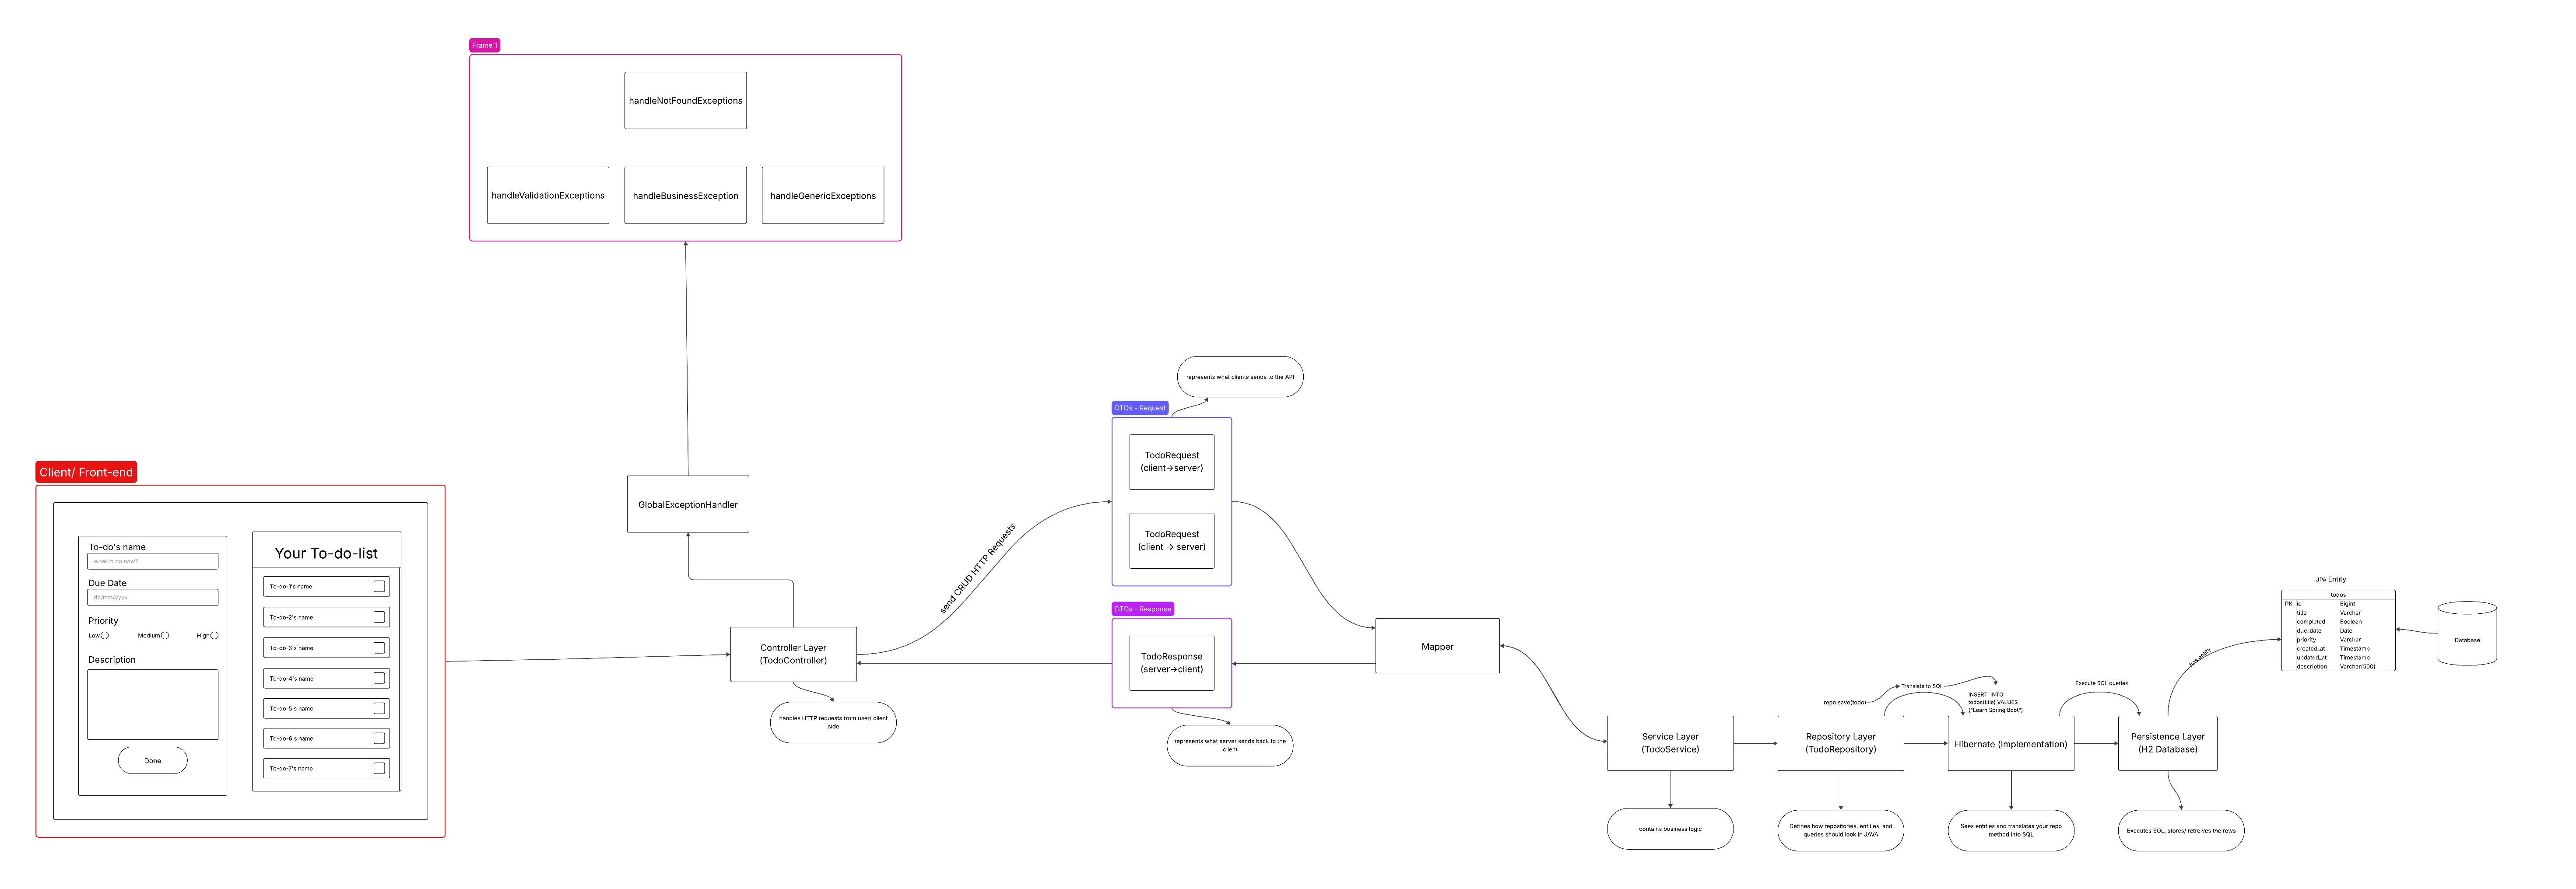 Frame 1
handleNotFoundExceptions
handleValidationExceptions
handleBusinessException
handleGenericExceptions
GlobalExceptionHandler
Client/ Front-end
To-do's name
what to do now?
Due Date
dd/mm/yyyy
Priority
Low
Medium
High
Description
Done
Your To-do-list
To-do-1's name
To-do-2's name
To-do-3's name
To-do-4's name
To-do-5's name
To-do-6's name
To-do-7's name
Controller Layer
(TodoController)
handles HTTP requests from user/ client
side
send CRUD HTTP Requests
represents what clients sends to the API
DTOs - Request
TodoRequest
(client→server)
TodoRequest
(client → server)
DTOs - Response
TodoResponse
(server→client)
represents what server sends back to the
client
Mapper
Service Layer
(TodoService)
contains business logic
Repository Layer
(TodoRepository)
Defines how repositories, entities, and
queries should look in JAVA
repo.save(todo)
Translate to SQL
INSERT INTO
todos(title) VALUES
("Learn Spring Boot")
Hibernate (Implementation)
Sees entities and translates your repo
method into SQL
Execute SQL queries
Persistence Layer
(H2 Database)
Executes SQL, stores/ retreives the rows
has entity
JPA Entity
todos
PK id Bigint
title Varchar
completed Boolean
due_date Date
priority Varchar
created_at Timestamp
updated_at Timestamp
description Varchar(500)
Database